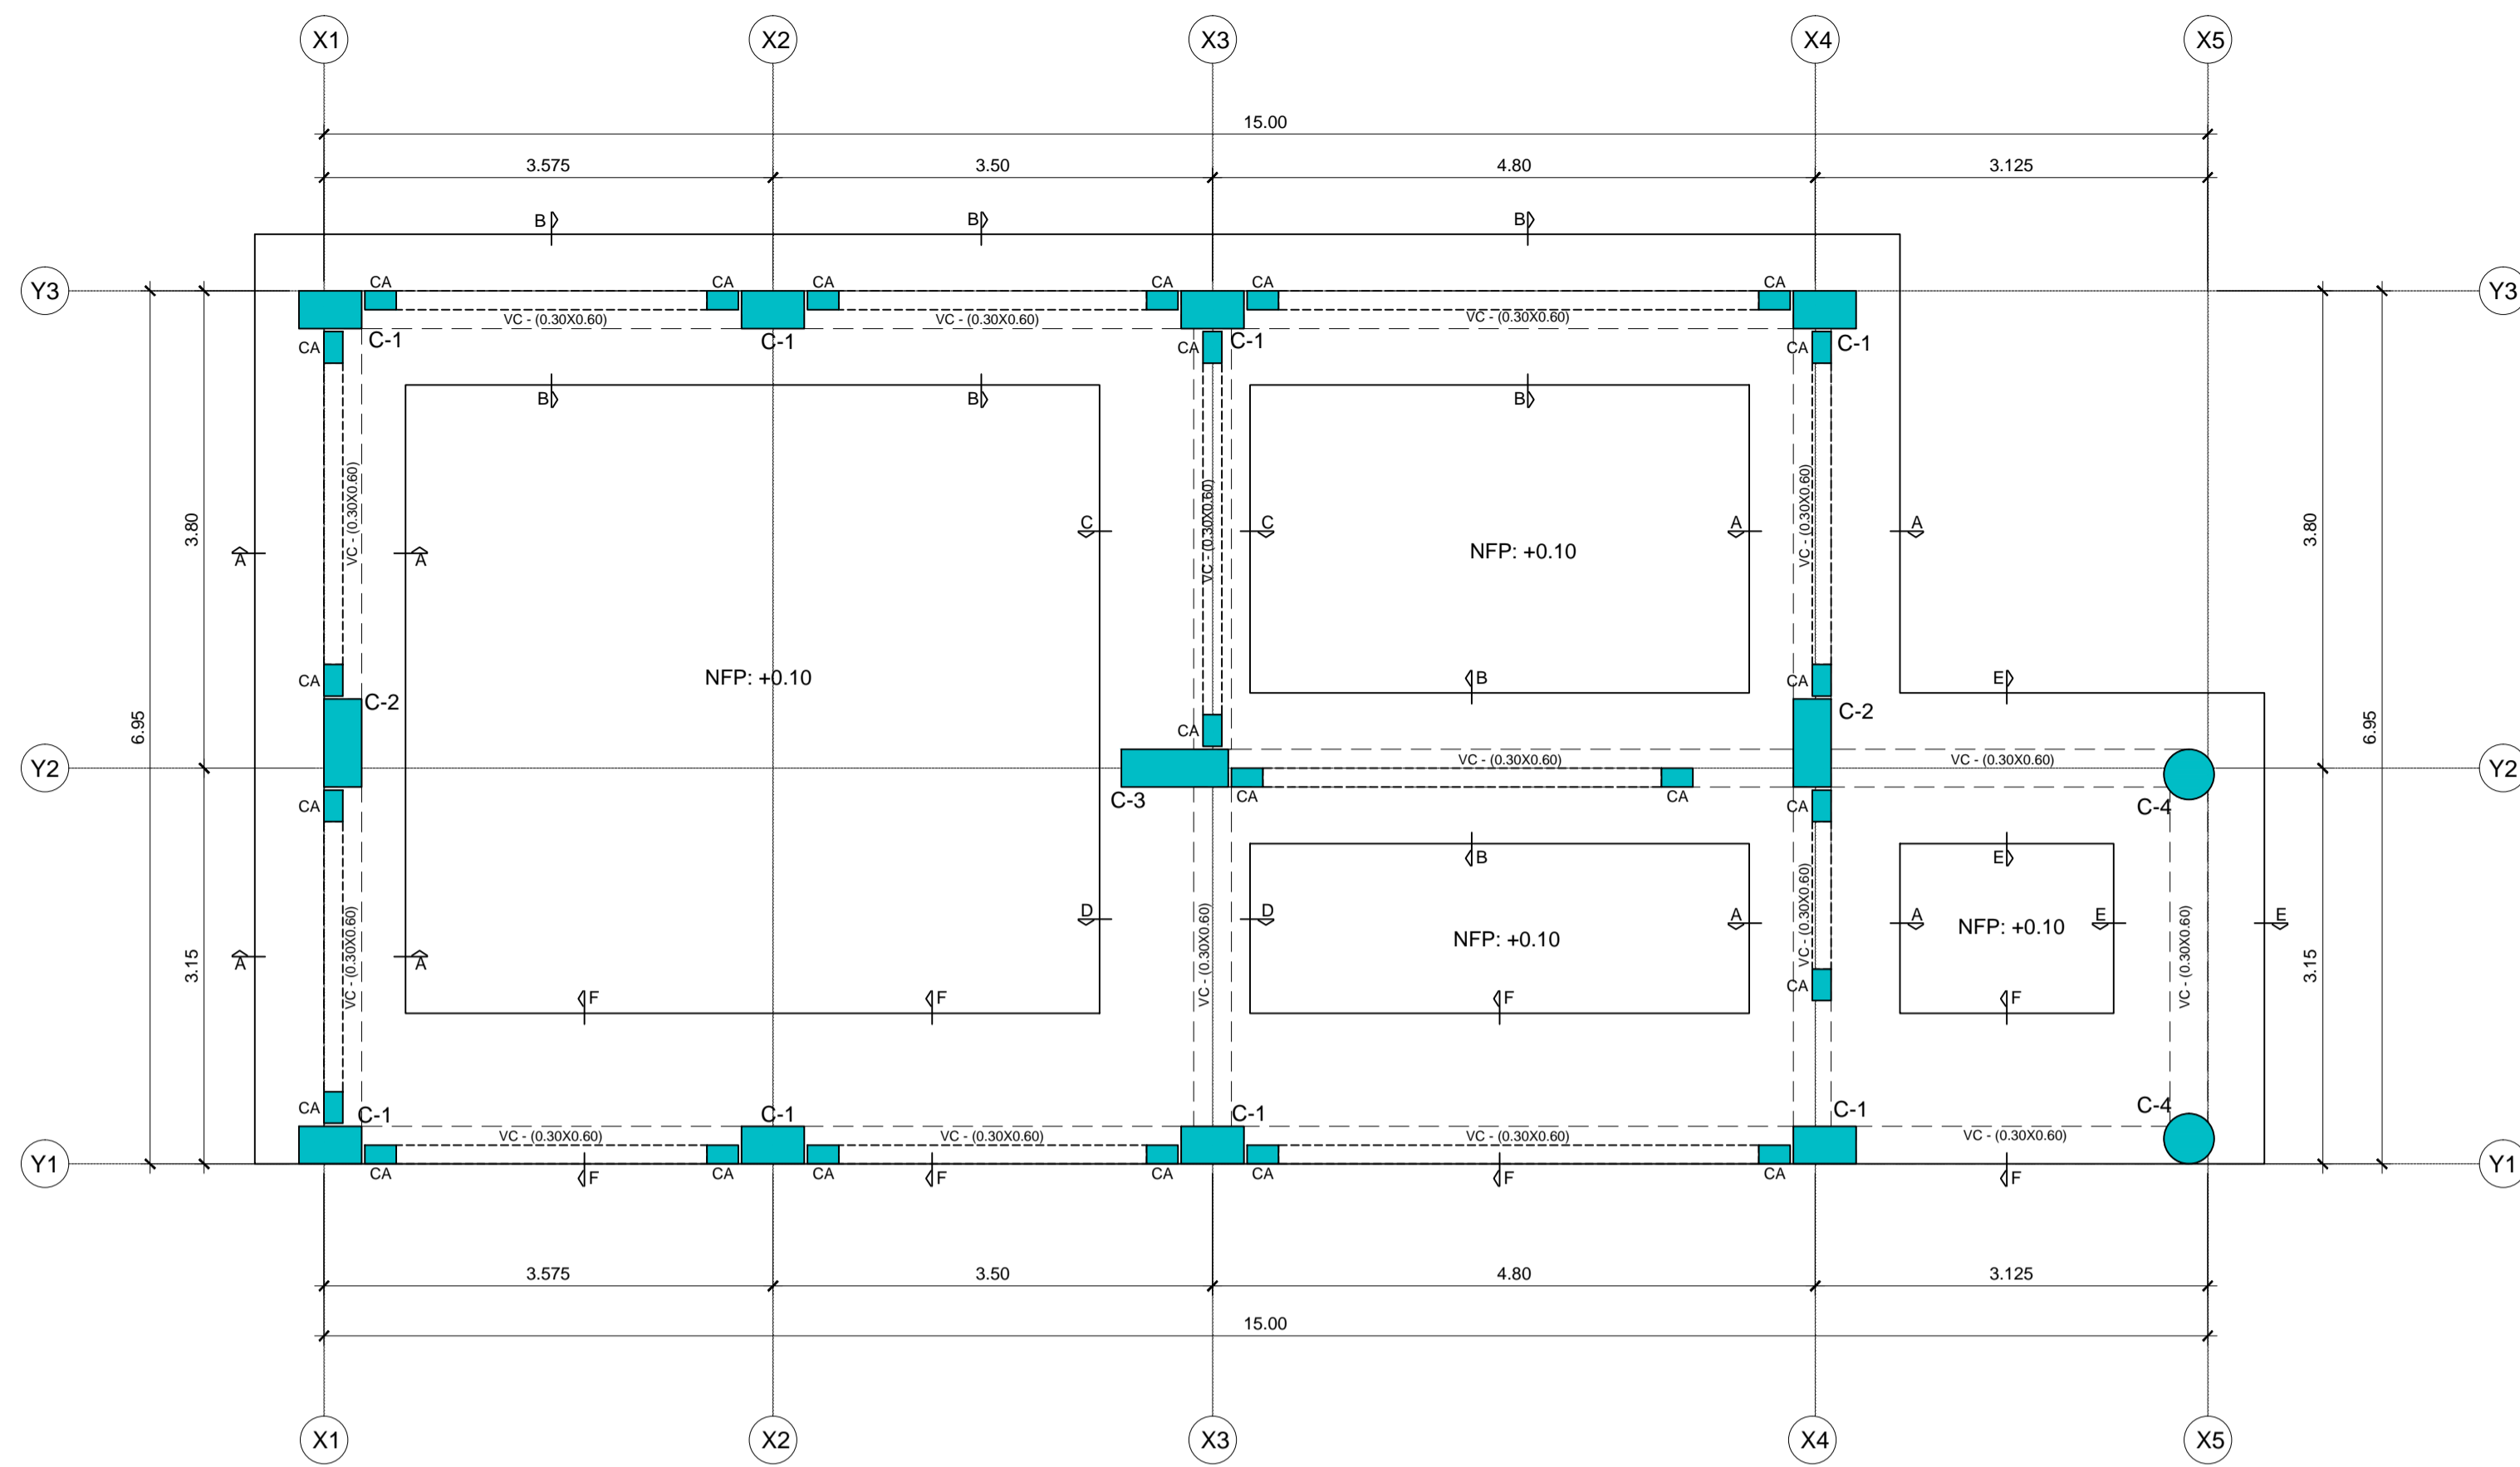 X1 X2 X3 X4 X5
15.00
3.575 3.50 4.80 3.125
B B B
Y3 Y3
CA CA CA CA CA CA
VC - (0.30X0.60) VC - (0.30X0.60) VC - (0.30X0.60)
CA C-1 C-1 CA C-1 CA C-1
B B B
VC - (0.30X0.60) VC - (0.30X0.60) VC - (0.30X0.60)
3.80 C C A A 3.80
A A NFP: +0.10
NFP: +0.10
CA B CA E
C-2 C-2
6.95 6.95
CA
VC - (0.30X0.60) VC - (0.30X0.60)
Y2 Y2
C-3 CA CA
CA CA C-4
B E
VC - (0.30X0.60) VC - (0.30X0.60) VC - (0.30X0.60) VC - (0.30X0.60)
D D A A E E
NFP: +0.10 NFP: +0.10
3.15 A A 3.15
CA
F F F F
CA C-1 C-1 C-1 C-1 C-4
VC - (0.30X0.60) VC - (0.30X0.60) VC - (0.30X0.60) VC - (0.30X0.60)
Y1 Y1
CA CA CA CA CA CA
F F F F
3.575 3.50 4.80 3.125
15.00
X1 X2 X3 X4 X5